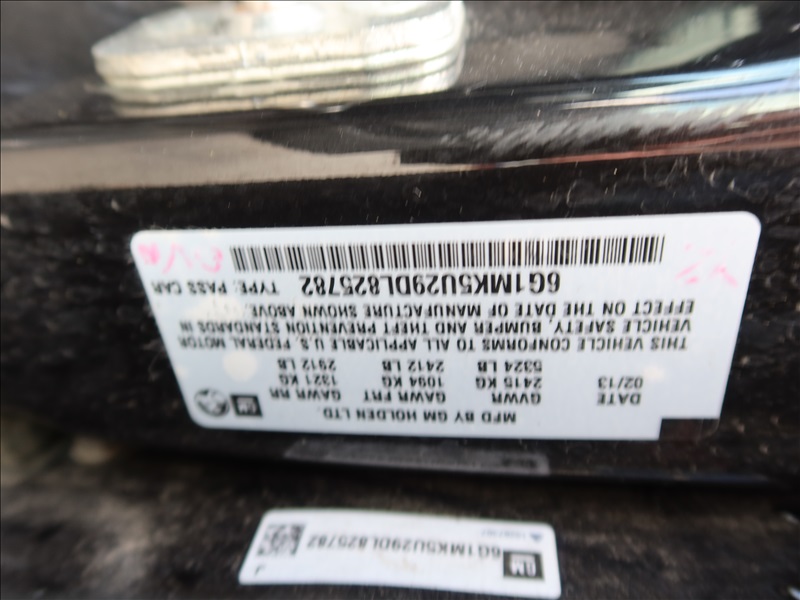 MFD BY GM HOLDEN LTD.
GM
DATE GVWR GAWR FRT GAWR RR
02/13 2415 KG 1094 KG 1321 KG
5324 LB 2412 LB 2912 LB
THIS VEHICLE CONFORMS TO ALL APPLICABLE U.S. FEDERAL MOTOR
VEHICLE SAFETY, BUMPER AND THEFT PREVENTION STANDARDS IN
EFFECT ON THE DATE OF MANUFACTURE SHOWN ABOVE.
6G1MK5U29DL825782 TYPE: PASS CAR
GM
6G1MK5U29DL825782